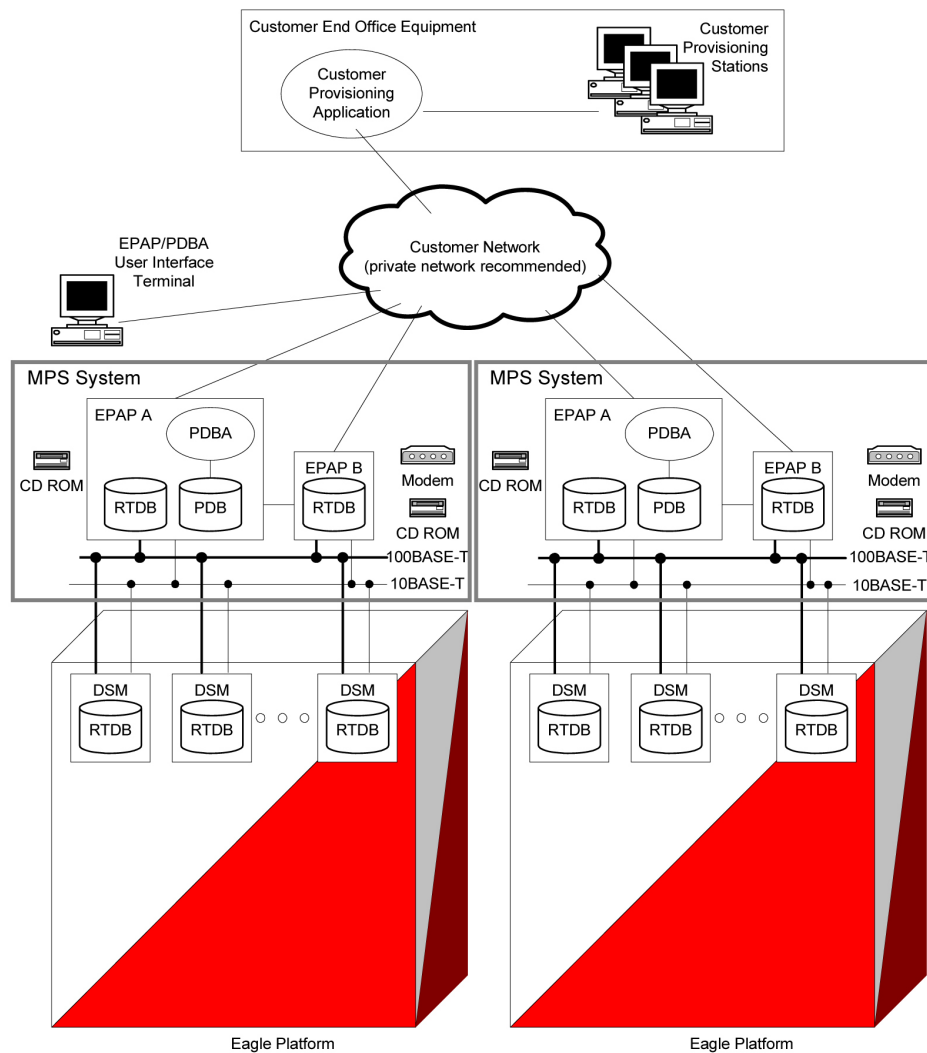 Customer End Office Equipment
Customer
Provisioning
Stations
Customer
Provisioning
Application
Customer Network
(private network recommended)
EPAP/PDBA
User Interface
Terminal
MPS System
EPAP A
PDBA
CD ROM
RTDB
PDB
EPAP B
RTDB
Modem
CD ROM
100BASE-T
10BASE-T
DSM
RTDB
DSM
RTDB
DSM
RTDB
Eagle Platform
MPS System
EPAP A
PDBA
CD ROM
RTDB
PDB
EPAP B
RTDB
Modem
CD ROM
100BASE-T
10BASE-T
DSM
RTDB
DSM
RTDB
DSM
RTDB
Eagle Platform